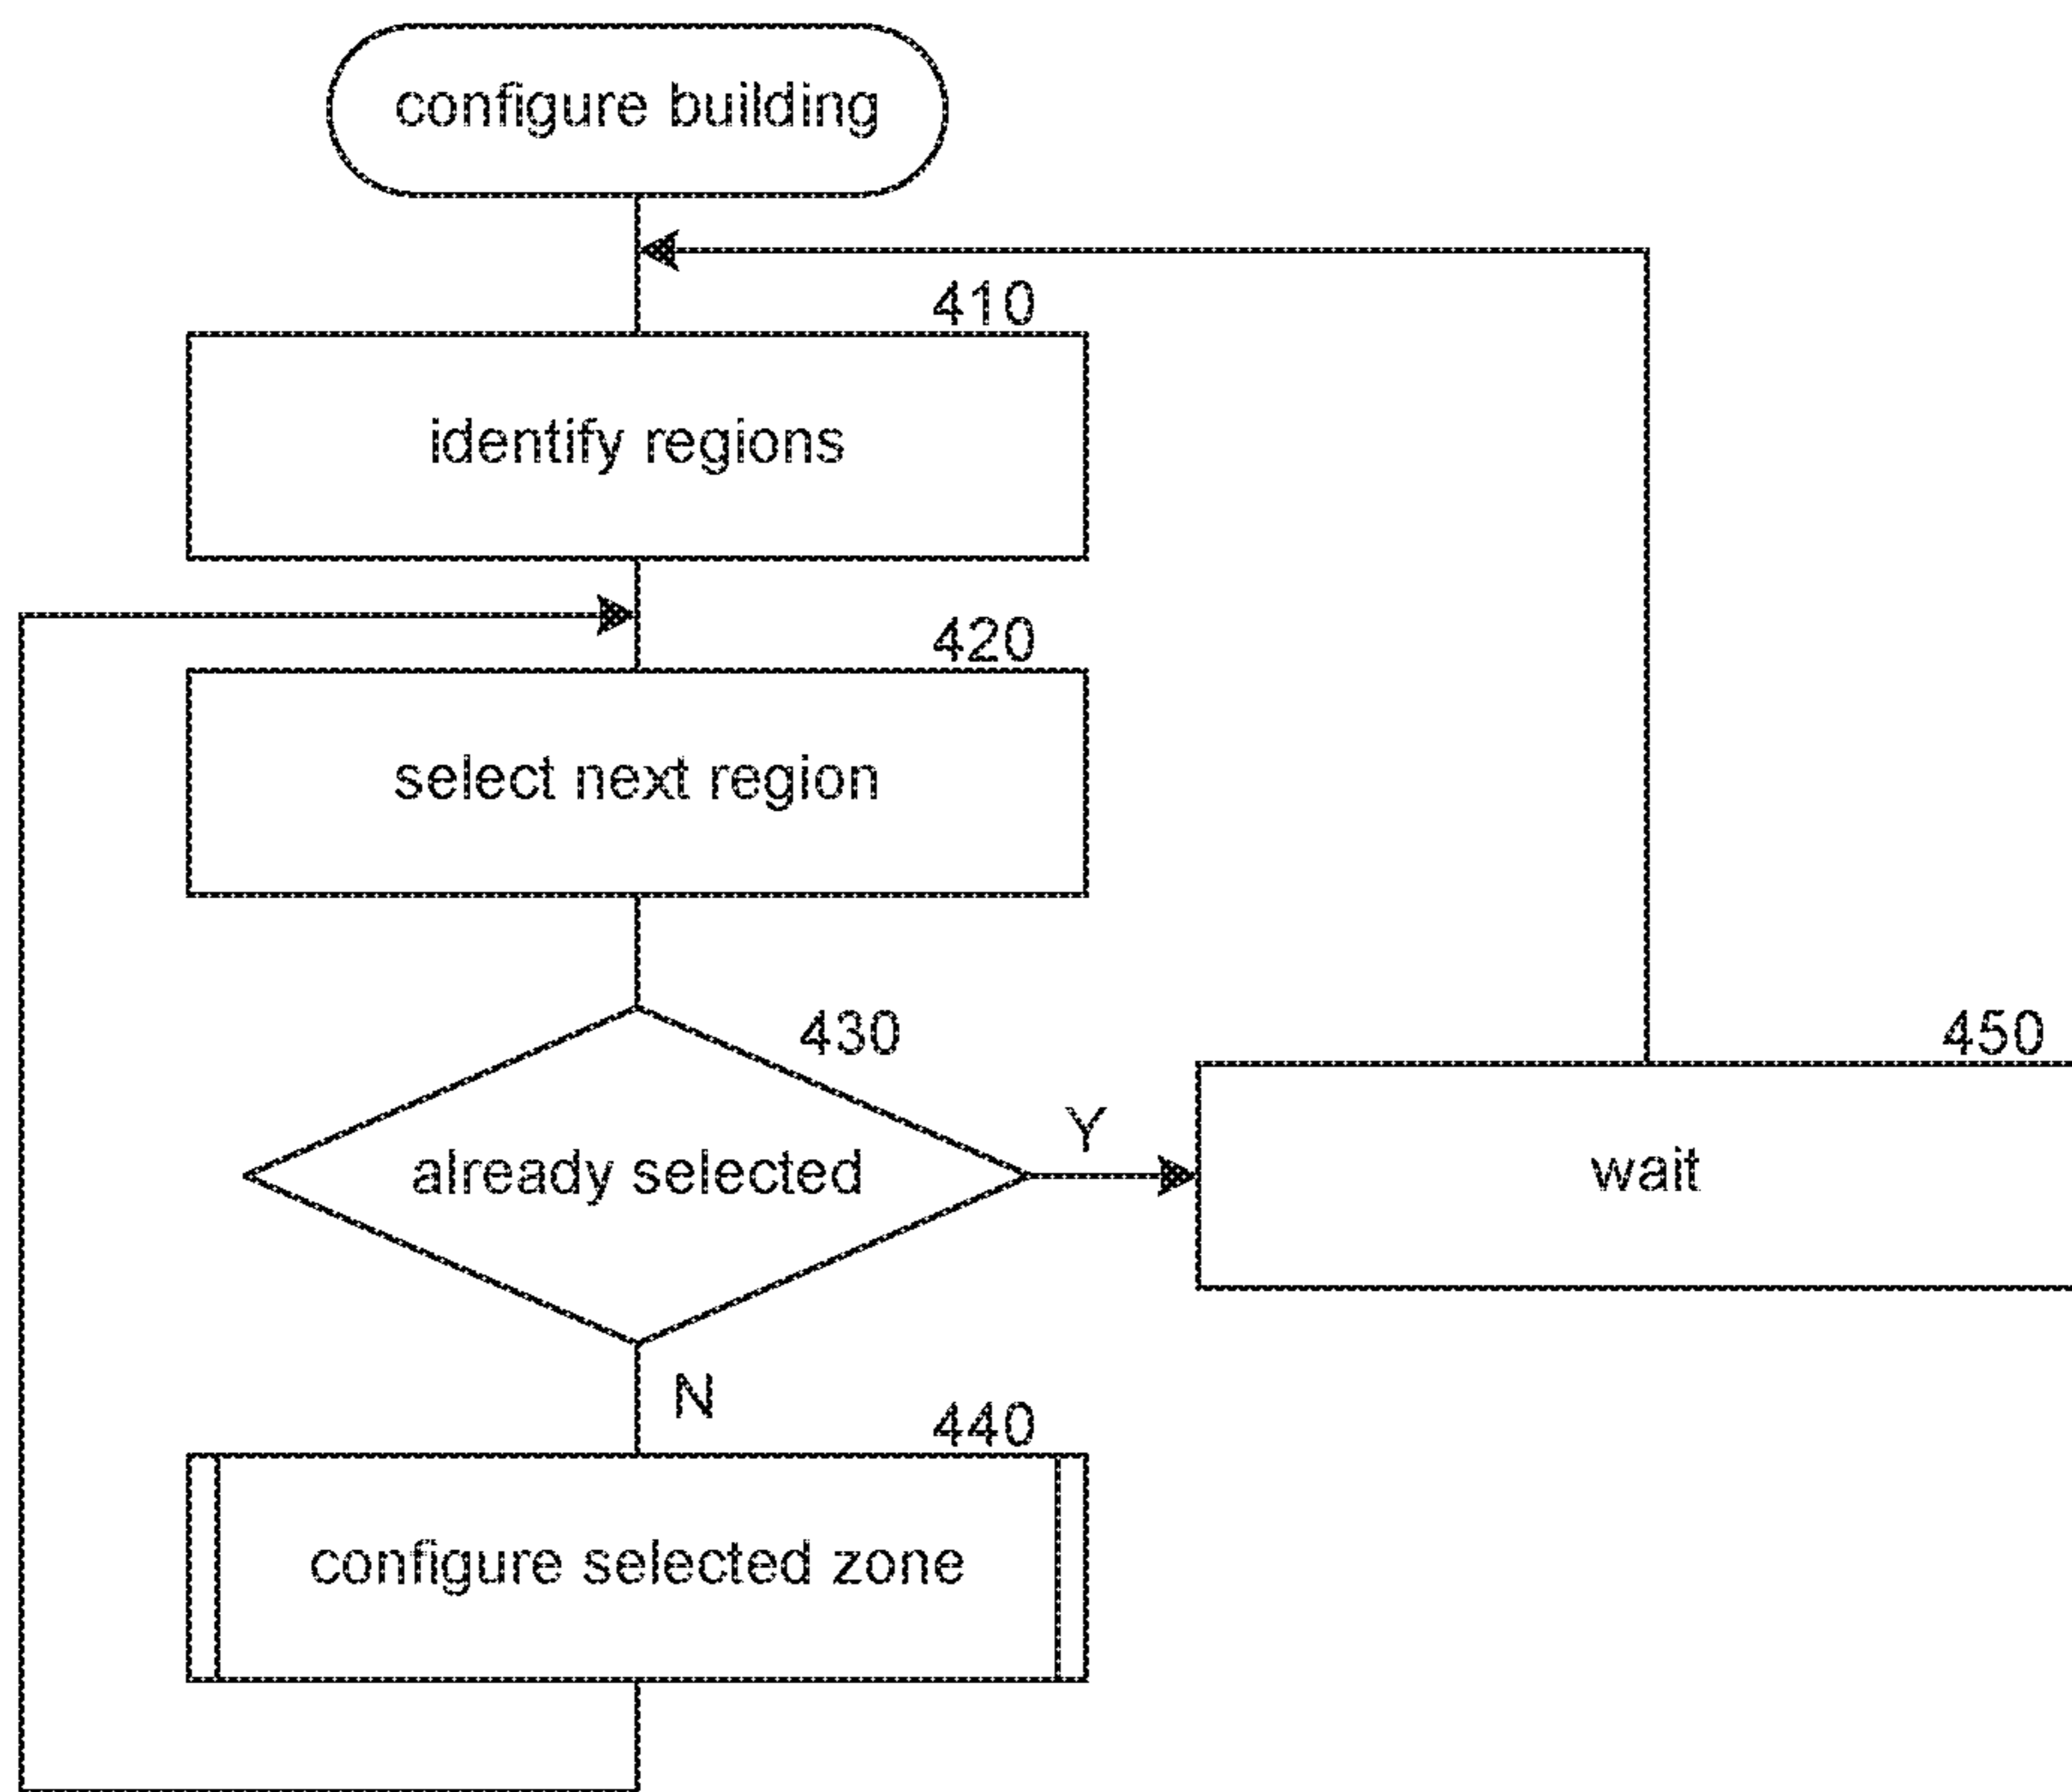 configure building
410
identify regions
420
select next region
430
already selected
Y
450
wait
N
440
configure selected zone